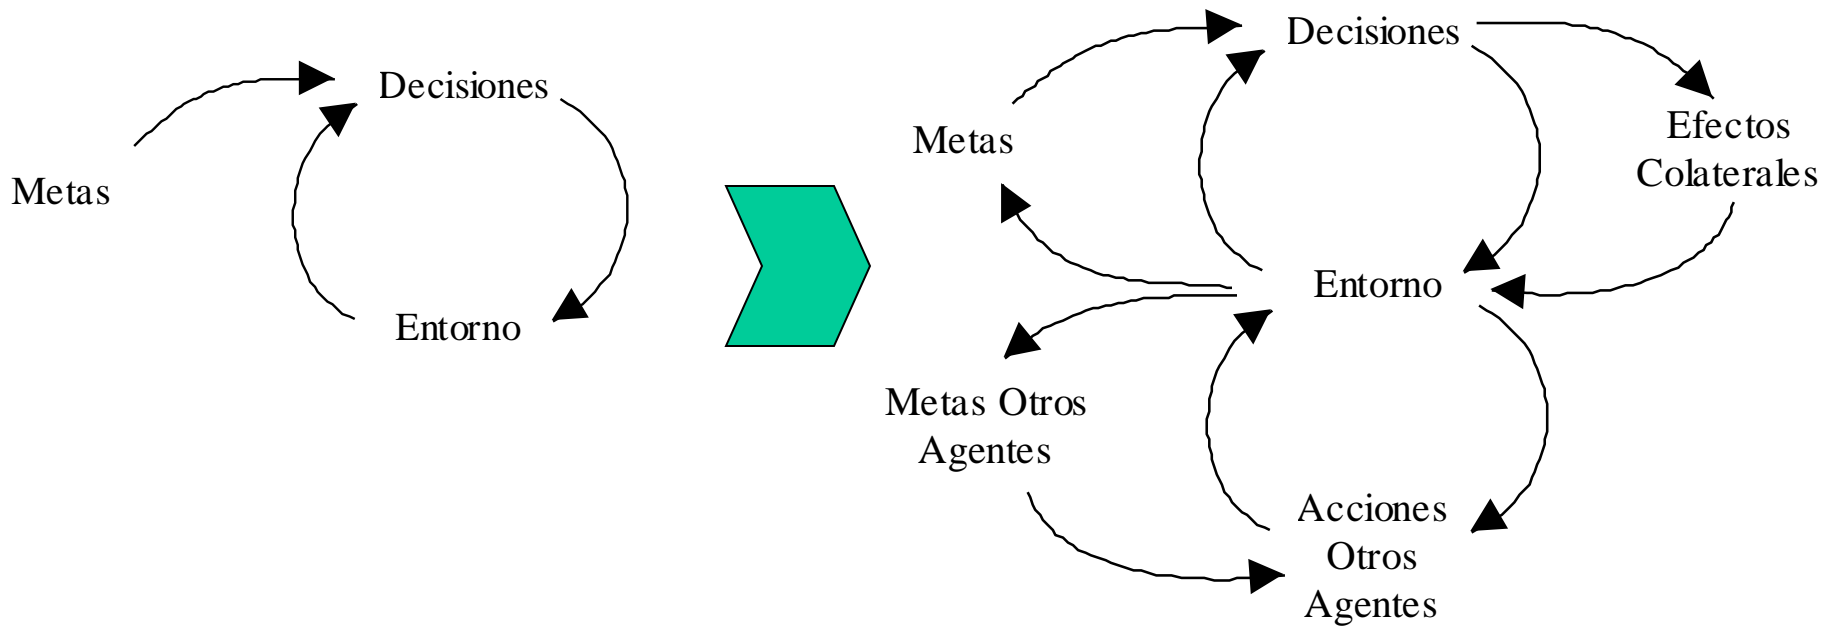 Decisiones
Metas
Entorno
Decisiones
Metas
Efectos
Colaterales
Entorno
Metas Otros
Agentes
Acciones
Otros
Agentes